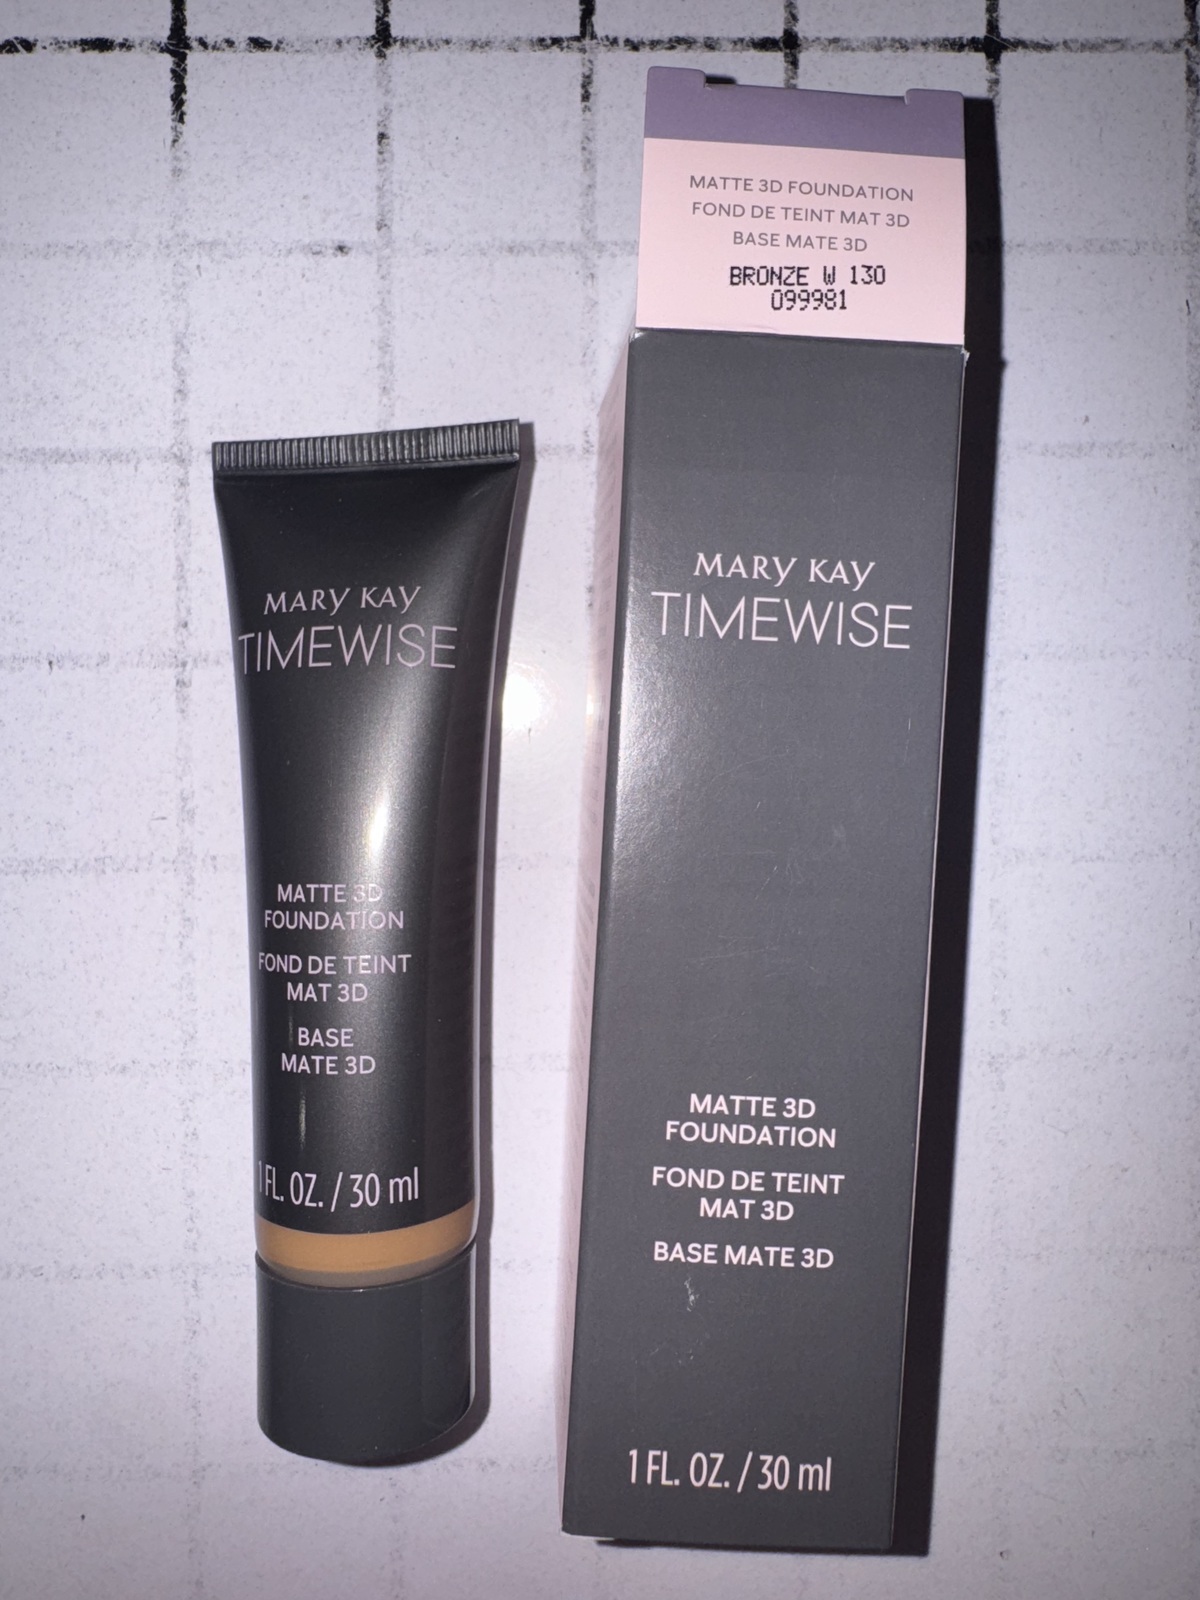 MATTE 3D FOUNDATION
FOND DE TEINT MAT 3D
BASE MATE 3D
BRONZE W 130
099981
MARY KAY
TIMEWISE
MATTE 3D
FOUNDATION
FOND DE TEINT
MAT 3D
BASE MATE 3D
1 FL. OZ. / 30 ml
MARY KAY
TIMEWISE
MATTE 3D
FOUNDATION
FOND DE TEINT
MAT 3D
BASE
MATE 3D
1 FL. OZ. / 30 ml